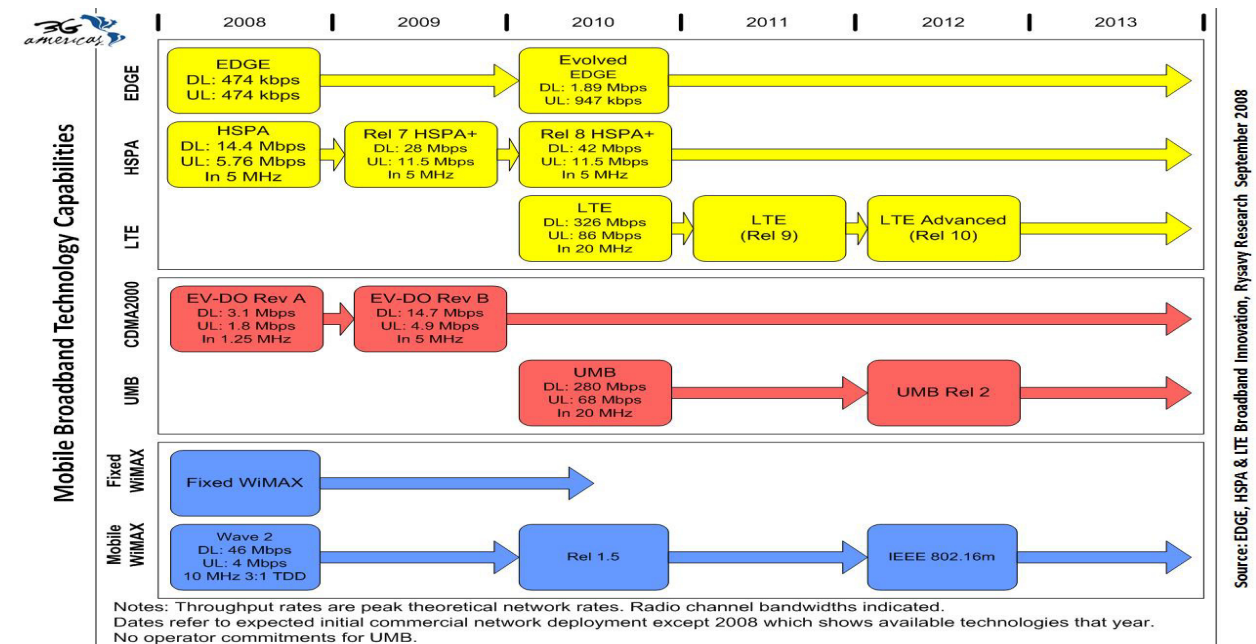 3G
americas
2008 2009 2010 2011 2012 2013
Mobile Broadband Technology Capabilities
EDGE
EDGE
DL: 474 kbps
UL: 474 kbps
Evolved
EDGE
DL: 1.89 Mbps
UL: 947 kbps
HSPA
HSPA
DL: 14.4 Mbps
UL: 5.76 Mbps
In 5 MHz
Rel 7 HSPA+
DL: 28 Mbps
UL: 11.5 Mbps
In 5 MHz
Rel 8 HSPA+
DL: 42 Mbps
UL: 11.5 Mbps
In 5 MHz
LTE
LTE
DL: 326 Mbps
UL: 86 Mbps
In 20 MHz
LTE
(Rel 9)
LTE Advanced
(Rel 10)
CDMA2000
EV-DO Rev A
DL: 3.1 Mbps
UL: 1.8 Mbps
In 1.25 MHz
EV-DO Rev B
DL: 14.7 Mbps
UL: 4.9 Mbps
In 5 MHz
UMB
UMB
DL: 280 Mbps
UL: 68 Mbps
In 20 MHz
UMB Rel 2
Fixed
WiMAX
Fixed WiMAX
Mobile
WiMAX
Wave 2
DL: 46 Mbps
UL: 4 Mbps
10 MHz 3:1 TDD
Rel 1.5
IEEE 802.16m
Notes: Throughput rates are peak theoretical network rates. Radio channel bandwidths indicated.
Dates refer to expected initial commercial network deployment except 2008 which shows available technologies that year.
No operator commitments for UMB.
Source: EDGE, HSPA & LTE Broadband Innovation, Rysavy Research September 2008